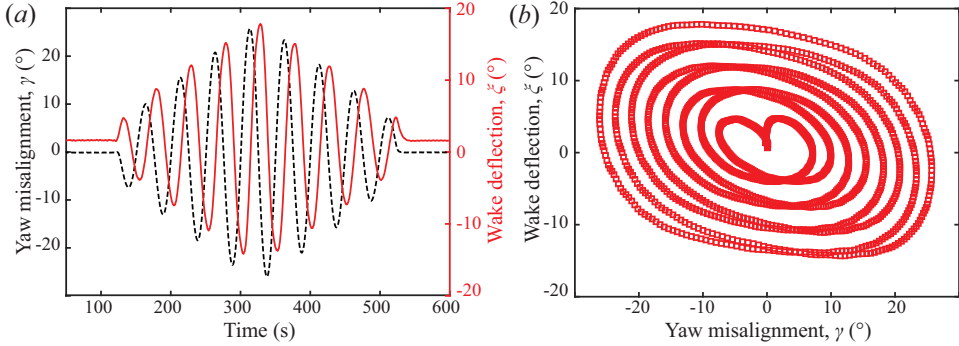 (a)
Yaw misalignment, γ (°)
20
10
0
-10
-20
100 200 300 400 500 600
Time (s)
20
10
0
-10
-20
Wake deflection, ξ (°)
(b)
Wake deflection, ξ (°)
20
10
0
-10
-20
-20 -10 0 10 20
Yaw misalignment, γ (°)